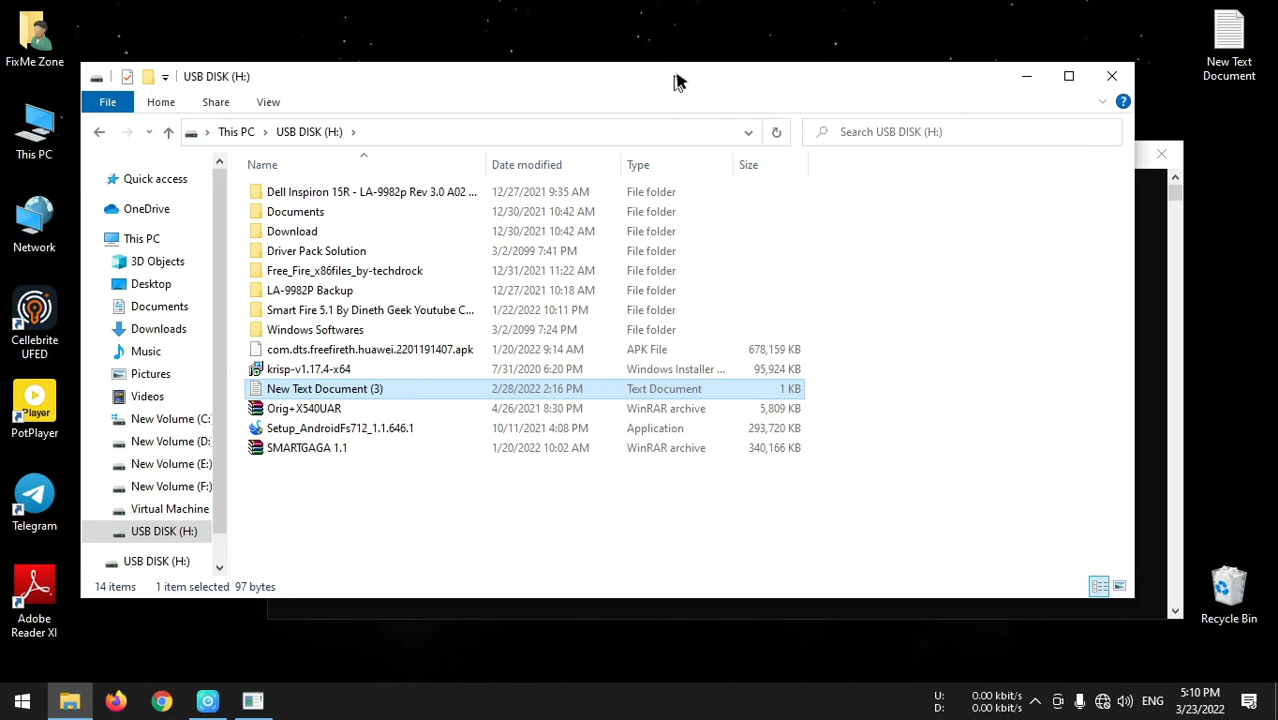 FixMe Zone
This PC
Network
Cellebrite
UFED
Player
PotPlayer
Telegram
Adobe
Reader XI
New Text
Document
Recycle Bin
USB DISK (H:)
File Home Share View
This PC > USB DISK (H:) >
Search USB DISK (H:)
Quick access
OneDrive
This PC
3D Objects
Desktop
Documents
Downloads
Music
Pictures
Videos
New Volume (C:
New Volume (D:
New Volume (E:)
New Volume (F:)
Virtual Machine
USB DISK (H:)
USB DISK (H:)
Name Date modified Type Size
Dell Inspiron 15R - LA-9982p Rev 3.0 A02 ... 12/27/2021 9:35 AM File folder
Documents 12/30/2021 10:42 AM File folder
Download 12/30/2021 10:42 AM File folder
Driver Pack Solution 3/2/2099 7:41 PM File folder
Free_Fire_x86files_by-techdrock 12/31/2021 11:22 AM File folder
LA-9982P Backup 12/27/2021 10:18 AM File folder
Smart Fire 5.1 By Dineth Geek Youtube C... 1/22/2022 10:11 PM File folder
Windows Softwares 3/2/2099 7:24 PM File folder
com.dts.freefireth.huawei.2201191407.apk 1/20/2022 9:14 AM APK File 678,159 KB
krisp-v1.17.4-x64 7/31/2020 6:20 PM Windows Installer ... 95,924 KB
New Text Document (3) 2/28/2022 2:16 PM Text Document 1 KB
Orig+X540UAR 4/26/2021 8:30 PM WinRAR archive 5,809 KB
Setup_AndroidFs712_1.1.646.1 10/11/2021 4:08 PM Application 293,720 KB
SMARTGAGA 1.1 1/20/2022 10:02 AM WinRAR archive 340,166 KB
14 items 1 item selected 97 bytes
U: 0.00 kbit/s
D: 0.00 kbit/s
ENG
5:10 PM
3/23/2022